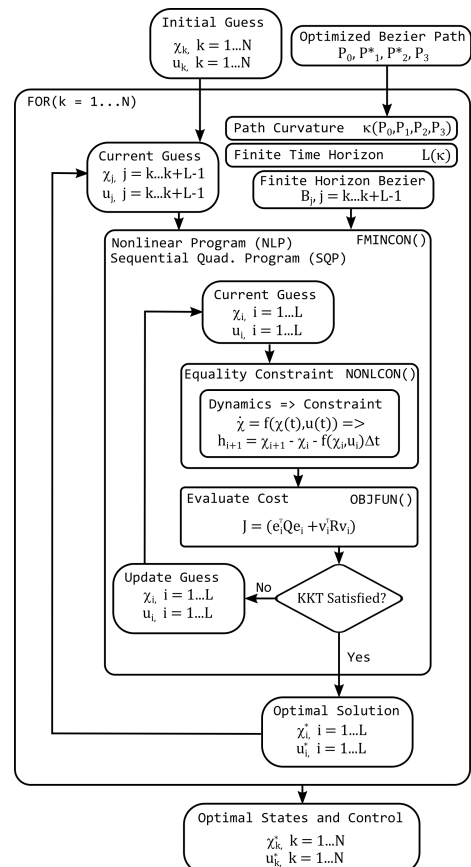 Initial Guess
χₖ, k = 1...N
uₖ, k = 1...N
Optimized Bezier Path
P₀, P*₁, P*₂, P₃
FOR(k = 1...N)
Path Curvature κ(P₀,P₁,P₂,P₃)
Finite Time Horizon L(κ)
Current Guess
χⱼ, j = k...k+L-1
uⱼ, j = k...k+L-1
Finite Horizon Bezier
Bⱼ, j = k...k+L-1
Nonlinear Program (NLP) FMINCON()
Sequential Quad. Program (SQP)
Current Guess
χᵢ, i = 1...L
uᵢ, i = 1...L
Equality Constraint NONLCON()
Dynamics => Constraint
χ̇ = f(χ(t),u(t)) =>
hᵢ₊₁ = χᵢ₊₁ - χᵢ - f(χᵢ,uᵢ)Δt
Evaluate Cost OBJFUN()
J = (eᵢᵀQeᵢ +vᵢᵀRvᵢ)
Update Guess
χᵢ, i = 1...L
uᵢ, i = 1...L
No
KKT Satisfied?
Yes
Optimal Solution
χᵢ*, i = 1...L
uᵢ*, i = 1...L
Optimal States and Control
χₖ*, k = 1...N
uₖ*, k = 1...N